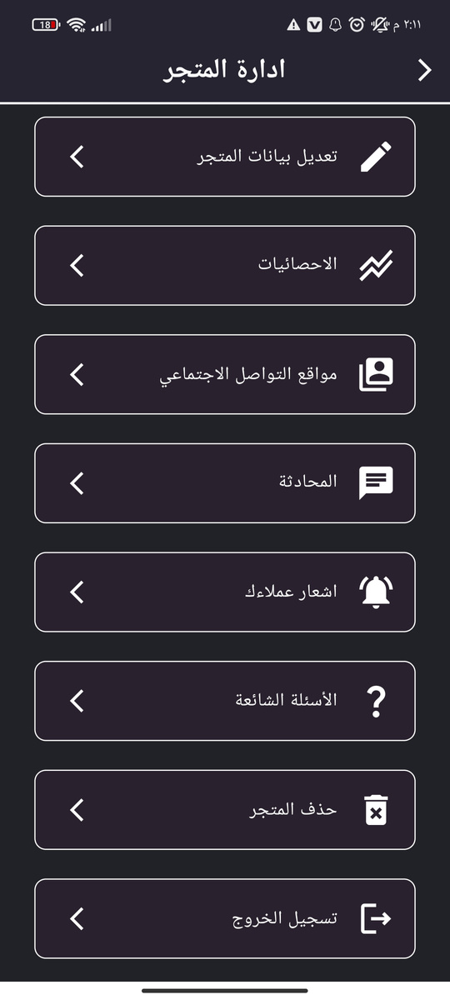 ٢:١١ م
18
ادارة المتجر
تعديل بيانات المتجر
الاحصائيات
مواقع التواصل الاجتماعي
المحادثة
اشعار عملاءك
الأسئلة الشائعة
حذف المتجر
تسجيل الخروج